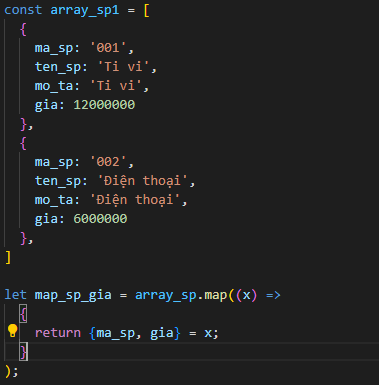 const array_sp1 = [
  {
    ma_sp: '001',
    ten_sp: 'Ti vi',
    mo_ta: 'Ti vi',
    gia: 12000000
  },
  {
    ma_sp: '002',
    ten_sp: 'Điện thoại',
    mo_ta: 'Điện thoại',
    gia: 6000000
  },
]
let map_sp_gia = array_sp.map((x) =>
  {
    return {ma_sp, gia} = x;
  }
);